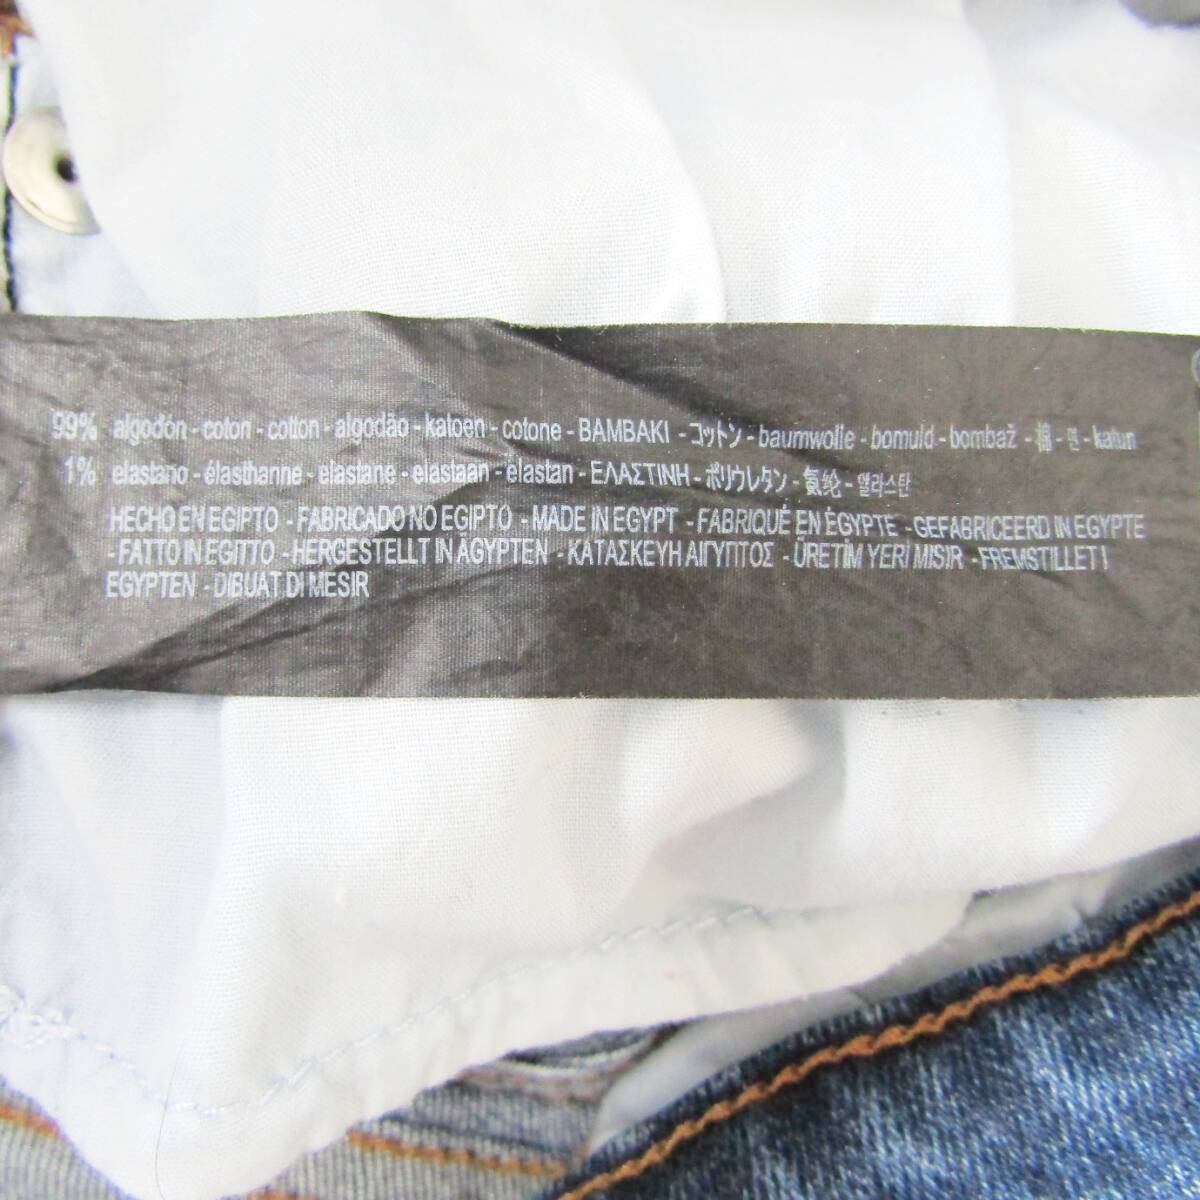 99% algodón - coton - cotton - algodão - katoen - cotone - BAMBAKI - コットン - baumwolle - bomuld - bombaž - 棉 - 면 - katun
1% elastano - élasthanne - elastane - elastaan - elastan - ΕΛΑΣΤΙΝΗ - ポリウレタン - 氨纶 - 엘라스탄
HECHO EN EGIPTO - FABRICADO NO EGIPTO - MADE IN EGYPT - FABRIQUÉ EN ÉGYPTE - GEFABRICEERD IN EGYPTE
- FATTO IN EGITTO - HERGESTELLT IN ÄGYPTEN - ΚΑΤΑΣΚΕΥΗ ΑΙΓΥΠΤΟΣ - ÜRETİM YERİ MISIR - FREMSTILLET I
EGYPTEN - DIBUAT DI MESIR